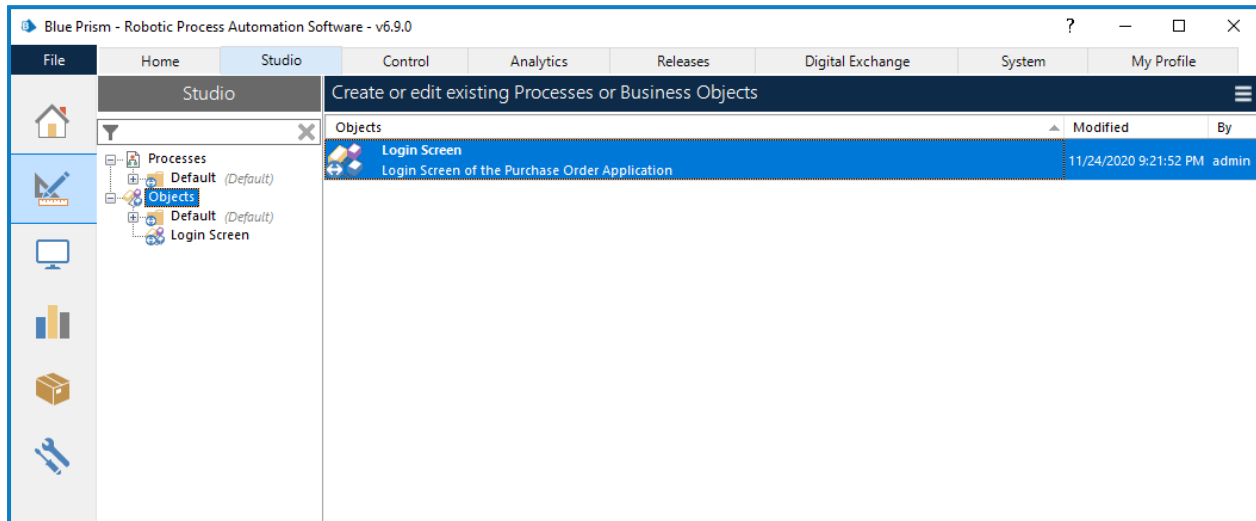 Blue Prism - Robotic Process Automation Software - v6.9.0 ?
File Home Studio Control Analytics Releases Digital Exchange System My Profile
Studio
Create or edit existing Processes or Business Objects
Processes
Default (Default)
Objects
Default (Default)
Login Screen
Objects Modified By
Login Screen
Login Screen of the Purchase Order Application
11/24/2020 9:21:52 PM admin